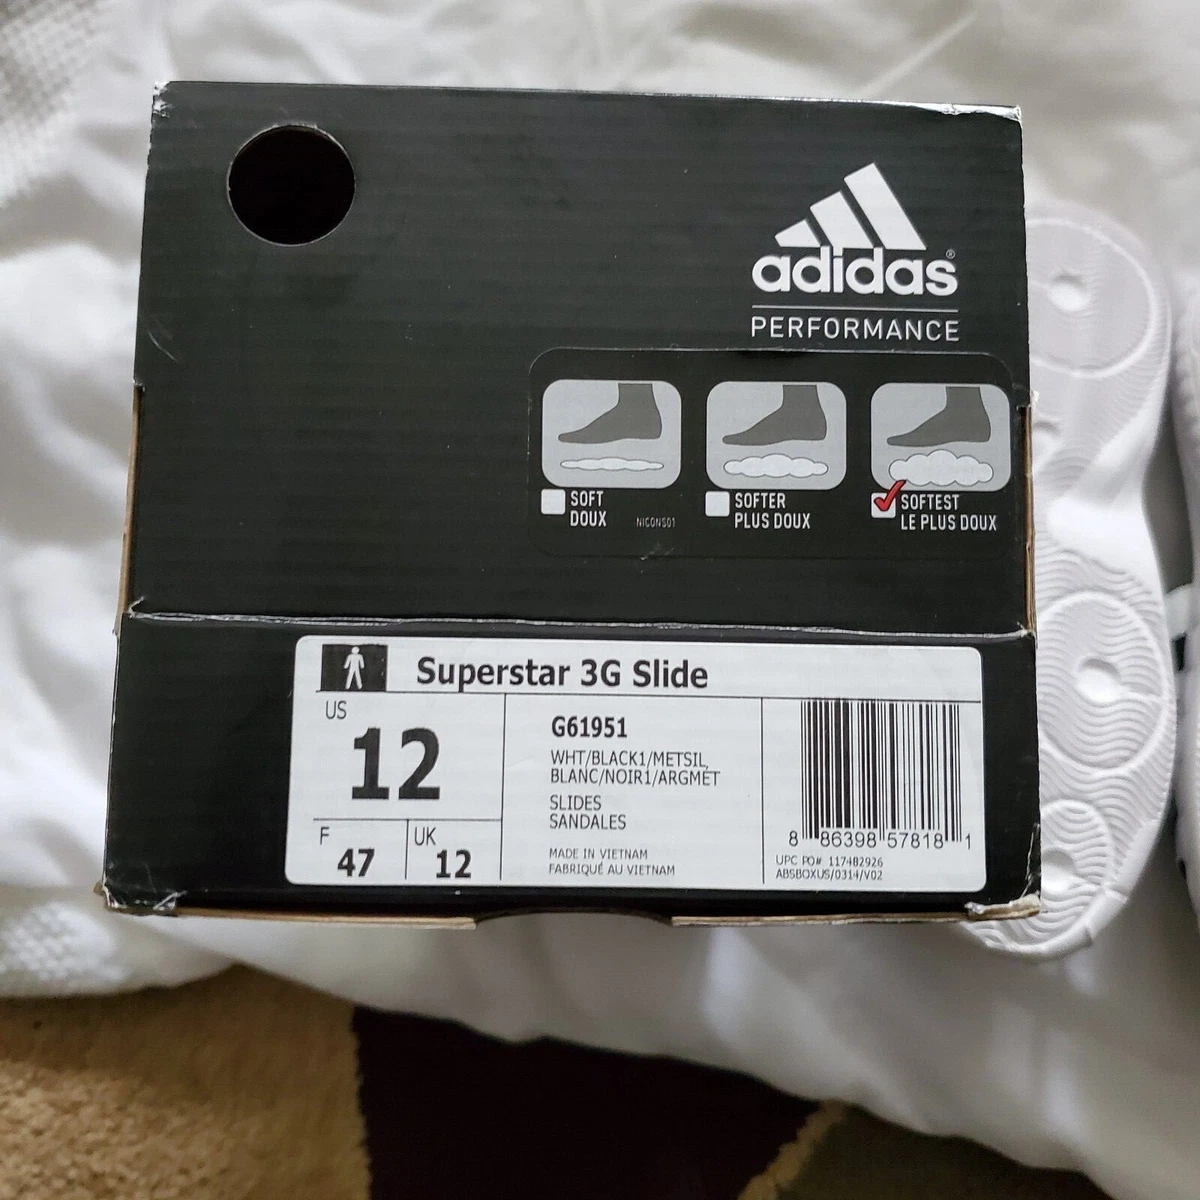 adidas®
PERFORMANCE
SOFT
DOUX
NICONS01
SOFTER
PLUS DOUX
SOFTEST
LE PLUS DOUX
Superstar 3G Slide
US
12
F
47
UK
12
G61951
WHT/BLACK1/METSIL
BLANC/NOIR1/ARGMÉT
SLIDES
SANDALES
MADE IN VIETNAM
FABRIQUÉ AU VIETNAM
8 86398 57818 1
UPC PO# 117482926
ABSBOXUS/0314/V02